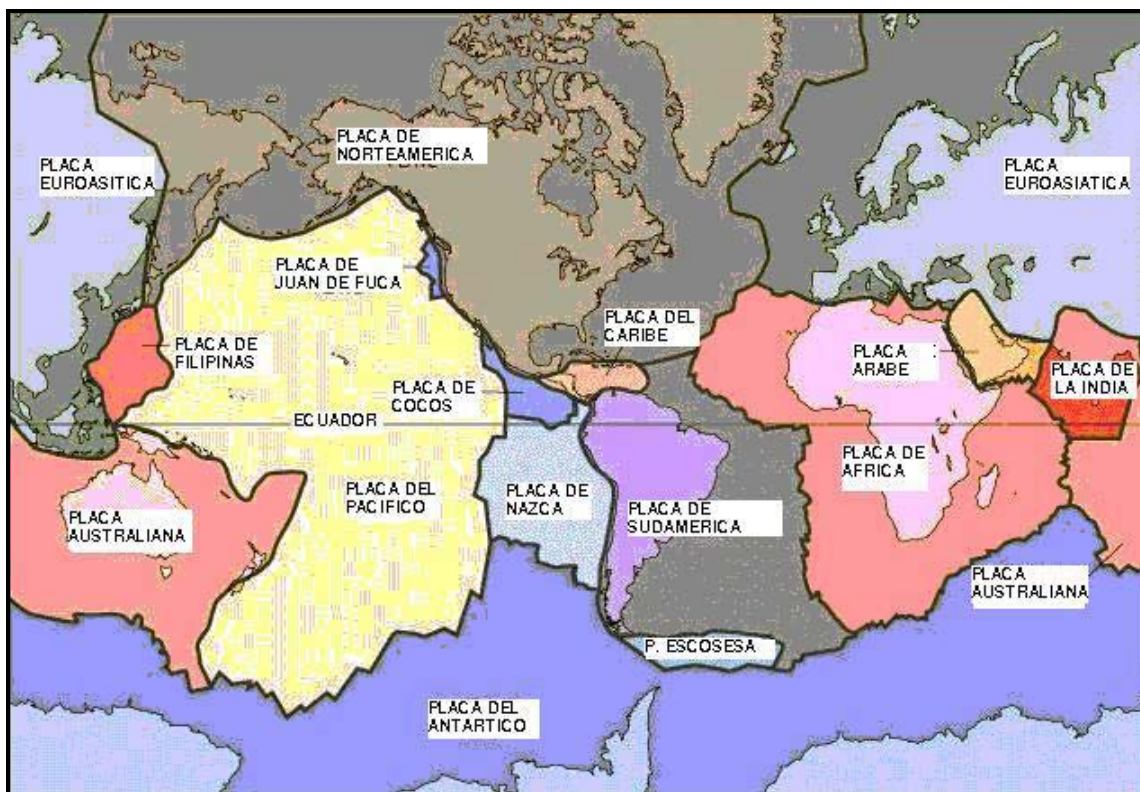 PLACA DE
NORTEAMERICA
PLACA
EUROASITICA
PLACA
EUROASIATICA
PLACA DE
JUAN DE FUCA
PLACA DEL
CARIBE
PLACA DE
FILIPINAS
PLACA
ARABE
PLACA DE
LA INDIA
PLACA DE
COCOS
ECUADOR
PLACA DE
AFRICA
PLACA DEL
PACIFICO
PLACA DE
NAZCA
PLACA DE
SUDAMERICA
PLACA
AUSTRALIANA
PLACA
AUSTRALIANA
P. ESCOSESA
PLACA DEL
ANTÁRTICO